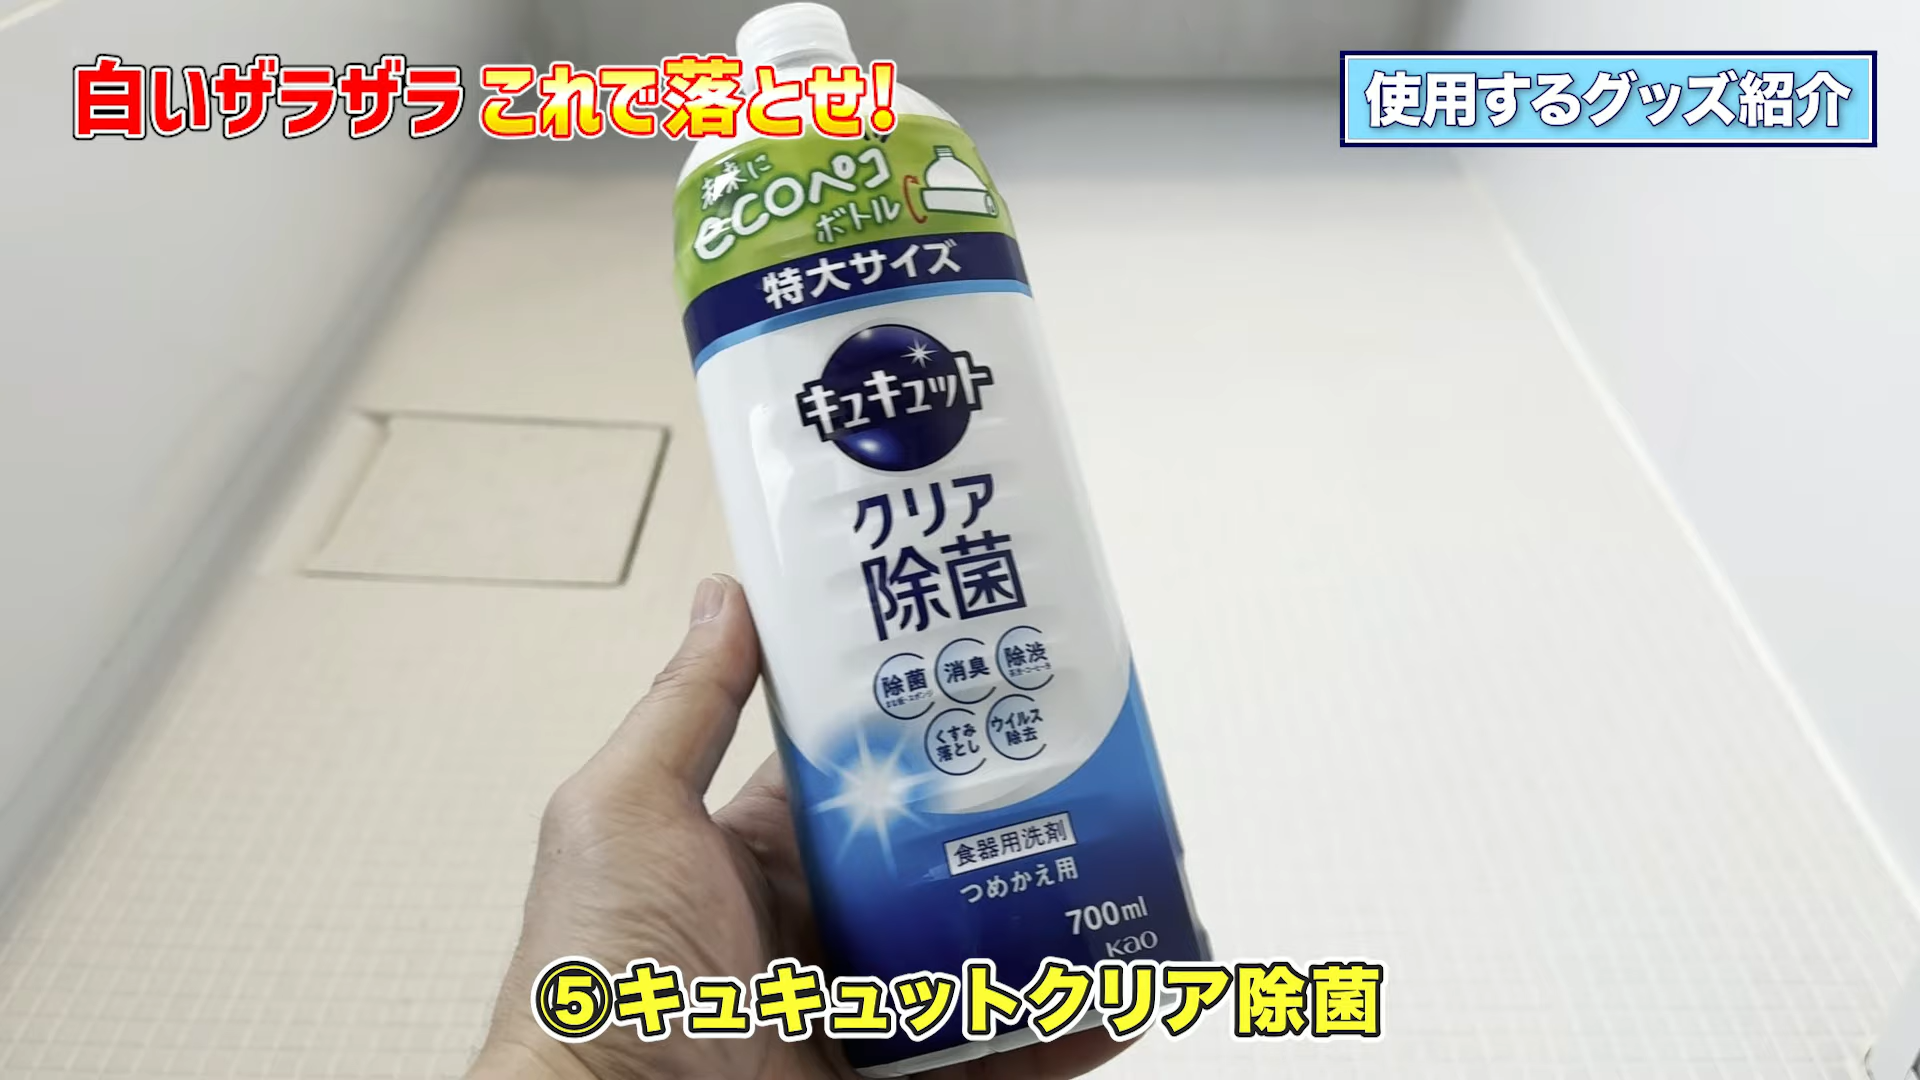 白いザラザラ これで落とせ!
使用するグッズ紹介
未来に
ecoペコ
ボトル
特大サイズ
キュキュット
クリア
除菌
除菌
消臭
除渋
くすみ
落とし
ウイルス
除去
食器用洗剤
つめかえ用
700ml
Kao
⑤キュキュットクリア除菌